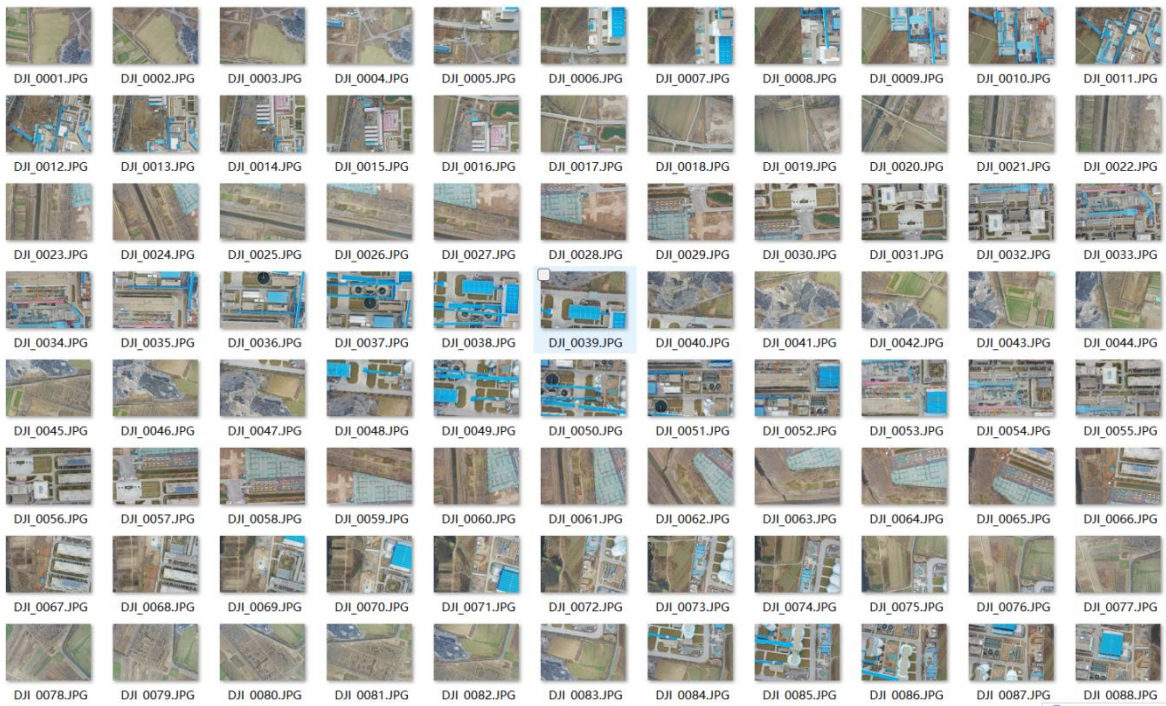 DJI_0001.JPG DJI_0002.JPG DJI_0003.JPG DJI_0004.JPG DJI_0005.JPG DJI_0006.JPG DJI_0007.JPG DJI_0008.JPG DJI_0009.JPG DJI_0010.JPG DJI_0011.JPG
DJI_0012.JPG DJI_0013.JPG DJI_0014.JPG DJI_0015.JPG DJI_0016.JPG DJI_0017.JPG DJI_0018.JPG DJI_0019.JPG DJI_0020.JPG DJI_0021.JPG DJI_0022.JPG
DJI_0023.JPG DJI_0024.JPG DJI_0025.JPG DJI_0026.JPG DJI_0027.JPG DJI_0028.JPG DJI_0029.JPG DJI_0030.JPG DJI_0031.JPG DJI_0032.JPG DJI_0033.JPG
DJI_0034.JPG DJI_0035.JPG DJI_0036.JPG DJI_0037.JPG DJI_0038.JPG DJI_0039.JPG DJI_0040.JPG DJI_0041.JPG DJI_0042.JPG DJI_0043.JPG DJI_0044.JPG
DJI_0045.JPG DJI_0046.JPG DJI_0047.JPG DJI_0048.JPG DJI_0049.JPG DJI_0050.JPG DJI_0051.JPG DJI_0052.JPG DJI_0053.JPG DJI_0054.JPG DJI_0055.JPG
DJI_0056.JPG DJI_0057.JPG DJI_0058.JPG DJI_0059.JPG DJI_0060.JPG DJI_0061.JPG DJI_0062.JPG DJI_0063.JPG DJI_0064.JPG DJI_0065.JPG DJI_0066.JPG
DJI_0067.JPG DJI_0068.JPG DJI_0069.JPG DJI_0070.JPG DJI_0071.JPG DJI_0072.JPG DJI_0073.JPG DJI_0074.JPG DJI_0075.JPG DJI_0076.JPG DJI_0077.JPG
DJI_0078.JPG DJI_0079.JPG DJI_0080.JPG DJI_0081.JPG DJI_0082.JPG DJI_0083.JPG DJI_0084.JPG DJI_0085.JPG DJI_0086.JPG DJI_0087.JPG DJI_0088.JPG